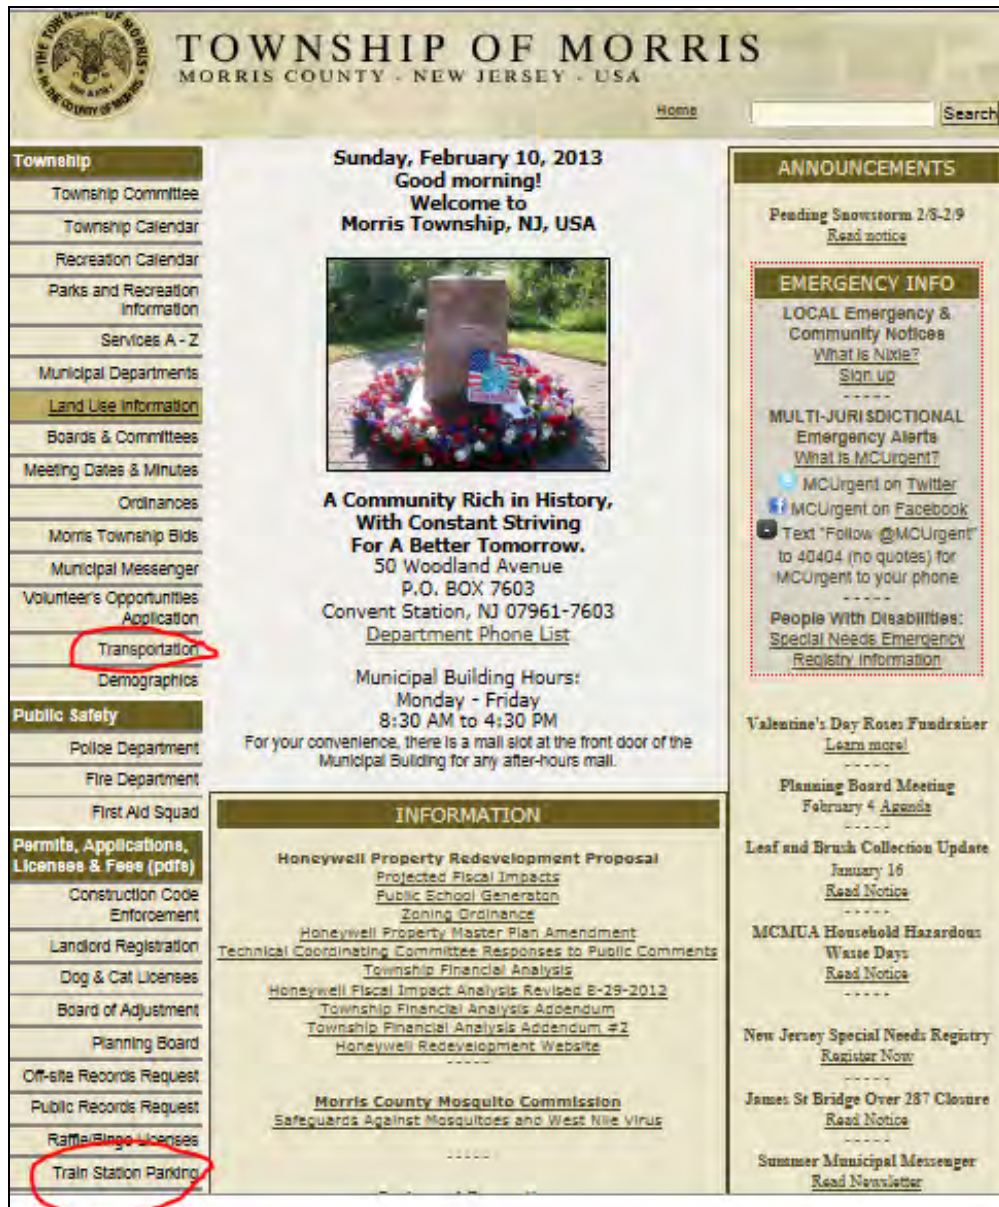 THE TOWNSHIP OF MORRIS
IN THE COUNTY OF MORRIS
TOWNSHIP OF MORRIS
MORRIS COUNTY - NEW JERSEY - USA
Home
Search
Township
Township Committee
Township Calendar
Recreation Calendar
Parks and Recreation
Information
Services A - Z
Municipal Departments
Land Use Information
Boards & Committees
Meeting Dates & Minutes
Ordinances
Morris Township Bids
Municipal Messenger
Volunteer's Opportunities
Application
Transportation
Demographics
Public Safety
Police Department
Fire Department
First Aid Squad
Permits, Applications,
Licenses & Fees (pdfs)
Construction Code
Enforcement
Landlord Registration
Dog & Cat Licenses
Board of Adjustment
Planning Board
Off-site Records Request
Public Records Request
Raffle/Bingo Licenses
Train Station Parking
Sunday, February 10, 2013
Good morning!
Welcome to
Morris Township, NJ, USA
A Community Rich in History,
With Constant Striving
For A Better Tomorrow.
50 Woodland Avenue
P.O. BOX 7603
Convent Station, NJ 07961-7603
Department Phone List
Municipal Building Hours:
Monday - Friday
8:30 AM to 4:30 PM
For your convenience, there is a mail slot at the front door of the
Municipal Building for any after-hours mail.
INFORMATION
Honeywell Property Redevelopment Proposal
Projected Fiscal Impacts
Public School Generaton
Zoning Ordinance
Honeywell Property Master Plan Amendment
Technical Coordinating Committee Responses to Public Comments
Township Financial Analysis
Honeywell Fiscal Impact Analysis Revised 8-29-2012
Township Financial Analysis Addendum
Township Financial Analysis Addendum #2
Honeywell Redevelopment Website
- - - - -
Morris County Mosquito Commission
Safeguards Against Mosquitoes and West Nile Virus
- - - - -
ANNOUNCEMENTS
Pending Snowstorm 2/8-2/9
Read notice
EMERGENCY INFO
LOCAL Emergency &
Community Notices
What is Nixle?
Sign up
- - - - -
MULTI-JURISDICTIONAL
Emergency Alerts
What is MCUrgent?
MCUrgent on Twitter
MCUrgent on Facebook
Text "Follow @MCUrgent"
to 40404 (no quotes) for
MCUrgent to your phone
- - - - -
People With Disabilities:
Special Needs Emergency
Registry Information
Valentine's Day Roses Fundraiser
Learn more!
- - - - -
Planning Board Meeting
February 4 Agenda
- - - - -
Leaf and Brush Collection Update
January 16
Read Notice
- - - - -
MCMUA Household Hazardous
Waste Days
Read Notice
- - - - -
New Jersey Special Needs Registry
Register Now
- - - - -
James St Bridge Over 287 Closure
Read Notice
- - - - -
Summer Municipal Messenger
Read Newsletter